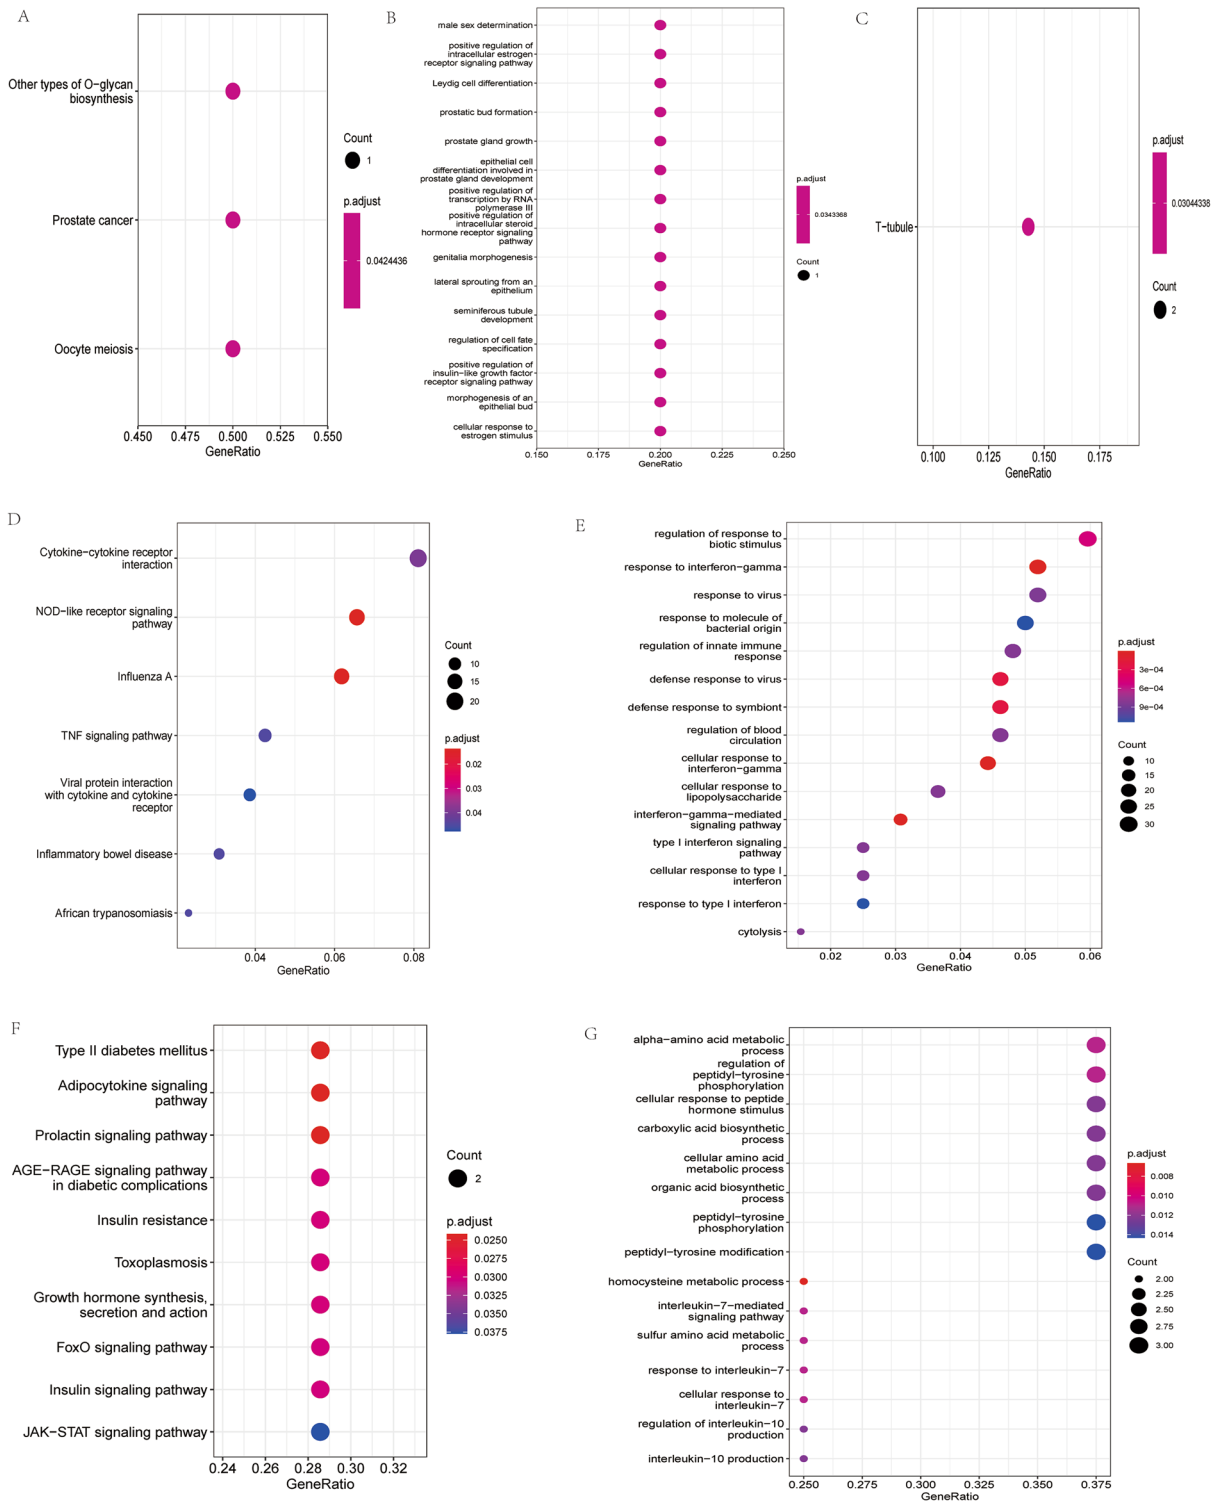 A
Other types of O-glycan
biosynthesis
Prostate cancer
Oocyte meiosis
0.450 0.475 0.500 0.525 0.550
GeneRatio
Count
1
p.adjust
0.0424436
B
male sex determination
positive regulation of
intracellular estrogen
receptor signaling pathway
Leydig cell differentiation
prostatic bud formation
prostate gland growth
epithelial cell
differentiation involved in
prostate gland development
positive regulation of
transcription by RNA
polymerase III
positive regulation of
intracellular steroid
hormone receptor signaling
pathway
genitalia morphogenesis
lateral sprouting from an
epithelium
seminiferous tubule
development
regulation of cell fate
specification
positive regulation of
insulin-like growth factor
receptor signaling pathway
morphogenesis of an
epithelial bud
cellular response to
estrogen stimulus
0.150 0.175 0.200 0.225 0.250
GeneRatio
p.adjust
0.0343368
Count
1
C
T-tubule
0.100 0.125 0.150 0.175
GeneRatio
p.adjust
0.03044338
Count
2
D
Cytokine-cytokine receptor
interaction
NOD-like receptor signaling
pathway
Influenza A
TNF signaling pathway
Viral protein interaction
with cytokine and cytokine
receptor
Inflammatory bowel disease
African trypanosomiasis
0.04 0.06 0.08
GeneRatio
Count
10
15
20
p.adjust
0.02
0.03
0.04
E
regulation of response to
biotic stimulus
response to interferon-gamma
response to virus
response to molecule of
bacterial origin
regulation of innate immune
response
defense response to virus
defense response to symbiont
regulation of blood
circulation
cellular response to
interferon-gamma
cellular response to
lipopolysaccharide
interferon-gamma-mediated
signaling pathway
type I interferon signaling
pathway
cellular response to type I
interferon
response to type I interferon
cytolysis
0.02 0.03 0.04 0.05 0.06
GeneRatio
p.adjust
3e-04
6e-04
9e-04
Count
10
15
20
25
30
F
Type II diabetes mellitus
Adipocytokine signaling
pathway
Prolactin signaling pathway
AGE-RAGE signaling pathway
in diabetic complications
Insulin resistance
Toxoplasmosis
Growth hormone synthesis,
secretion and action
FoxO signaling pathway
Insulin signaling pathway
JAK-STAT signaling pathway
0.24 0.26 0.28 0.30 0.32
GeneRatio
Count
2
p.adjust
0.0250
0.0275
0.0300
0.0325
0.0350
0.0375
G
alpha-amino acid metabolic
process
regulation of
peptidyl-tyrosine
phosphorylation
cellular response to peptide
hormone stimulus
carboxylic acid biosynthetic
process
cellular amino acid
metabolic process
organic acid biosynthetic
process
peptidyl-tyrosine
phosphorylation
peptidyl-tyrosine modification
homocysteine metabolic process
interleukin-7-mediated
signaling pathway
sulfur amino acid metabolic
process
response to interleukin-7
cellular response to
interleukin-7
regulation of interleukin-10
production
interleukin-10 production
0.250 0.275 0.300 0.325 0.350 0.375
GeneRatio
p.adjust
0.008
0.010
0.012
0.014
Count
2.00
2.25
2.50
2.75
3.00